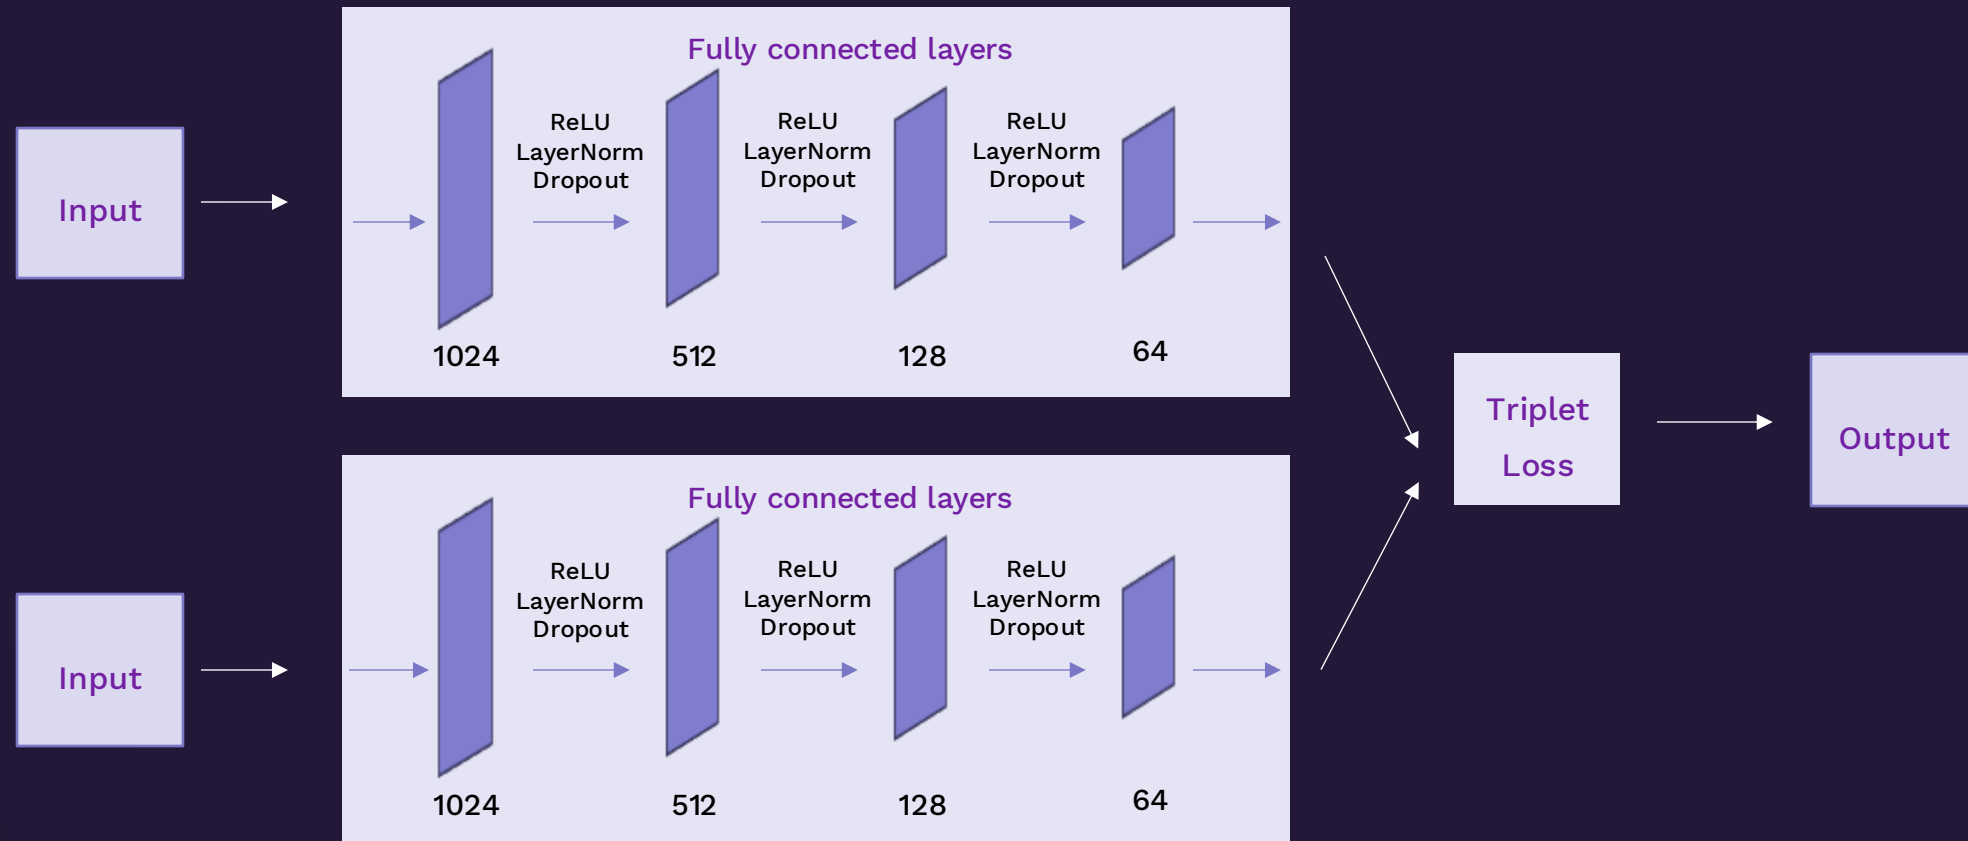 Fully connected layers
ReLU
LayerNorm
Dropout
ReLU
LayerNorm
Dropout
ReLU
LayerNorm
Dropout
Input
1024
512
128
64
Triplet
Loss
Output
Fully connected layers
ReLU
LayerNorm
Dropout
ReLU
LayerNorm
Dropout
ReLU
LayerNorm
Dropout
Input
1024
512
128
64